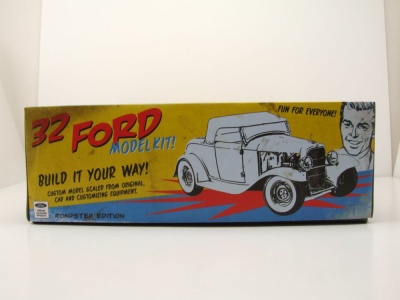 32 FORD
MODEL KIT!
FUN FOR EVERYONE!
BUILD IT YOUR WAY!
CUSTOM MODEL SCALED FROM ORIGINAL
CAR AND CUSTOMIZING EQUIPMENT.
ROADSTER EDITION